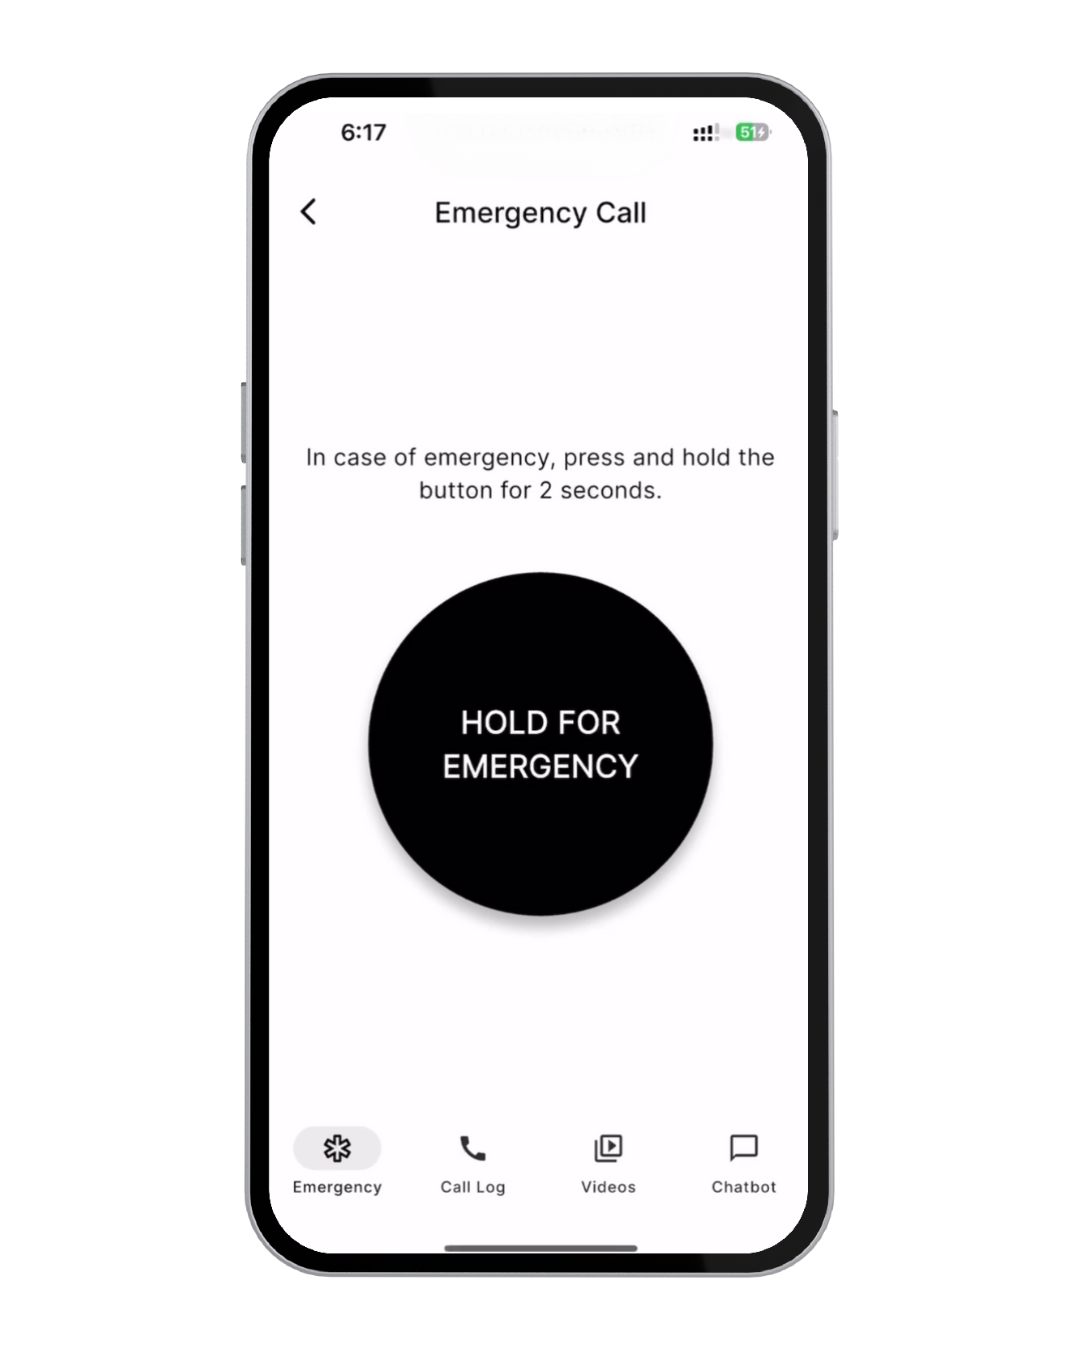 6:17
51
Emergency Call
In case of emergency, press and hold the
button for 2 seconds.
HOLD FOR
EMERGENCY
Emergency
Call Log
Videos
Chatbot